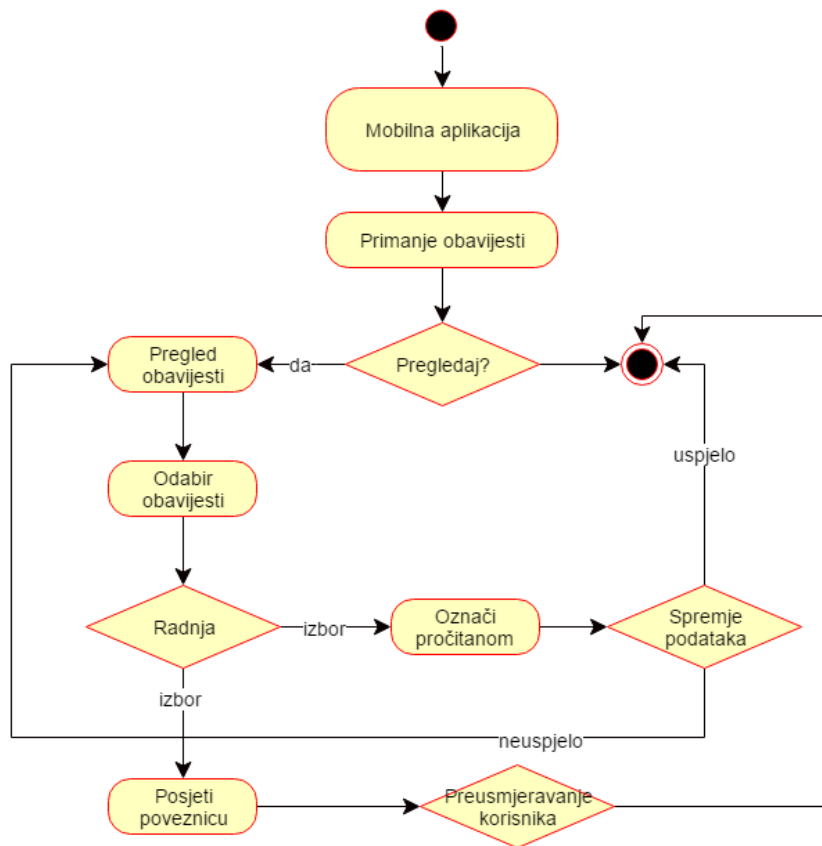 Mobilna aplikacija
Primanje obavijesti
Pregledaj?
da
Pregled
obavijesti
uspjelo
Odabir
obavijesti
Radnja
izbor
Označi
pročitanom
Spremje
podataka
izbor
neuspjelo
Posjeti
poveznicu
Preusmjeravanje
korisnika